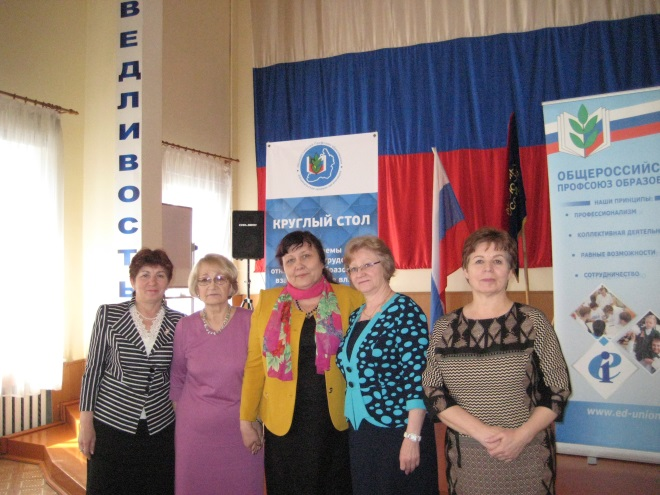 ВЕДЛИВОСТЬ
КРУГЛЫЙ СТОЛ
ОБЩЕРОССИЙС
ПРОФСОЮЗ ОБРАЗОВ
НАШИ ПРИНЦИПЫ
• ПРОФЕССИОНАЛИЗМ
• КОЛЛЕКТИВНАЯ ДЕЯТЕЛЬН
• РАВНЫЕ ВОЗМОЖНОСТИ
• СОТРУДНИЧЕСТВО
www.ed-union